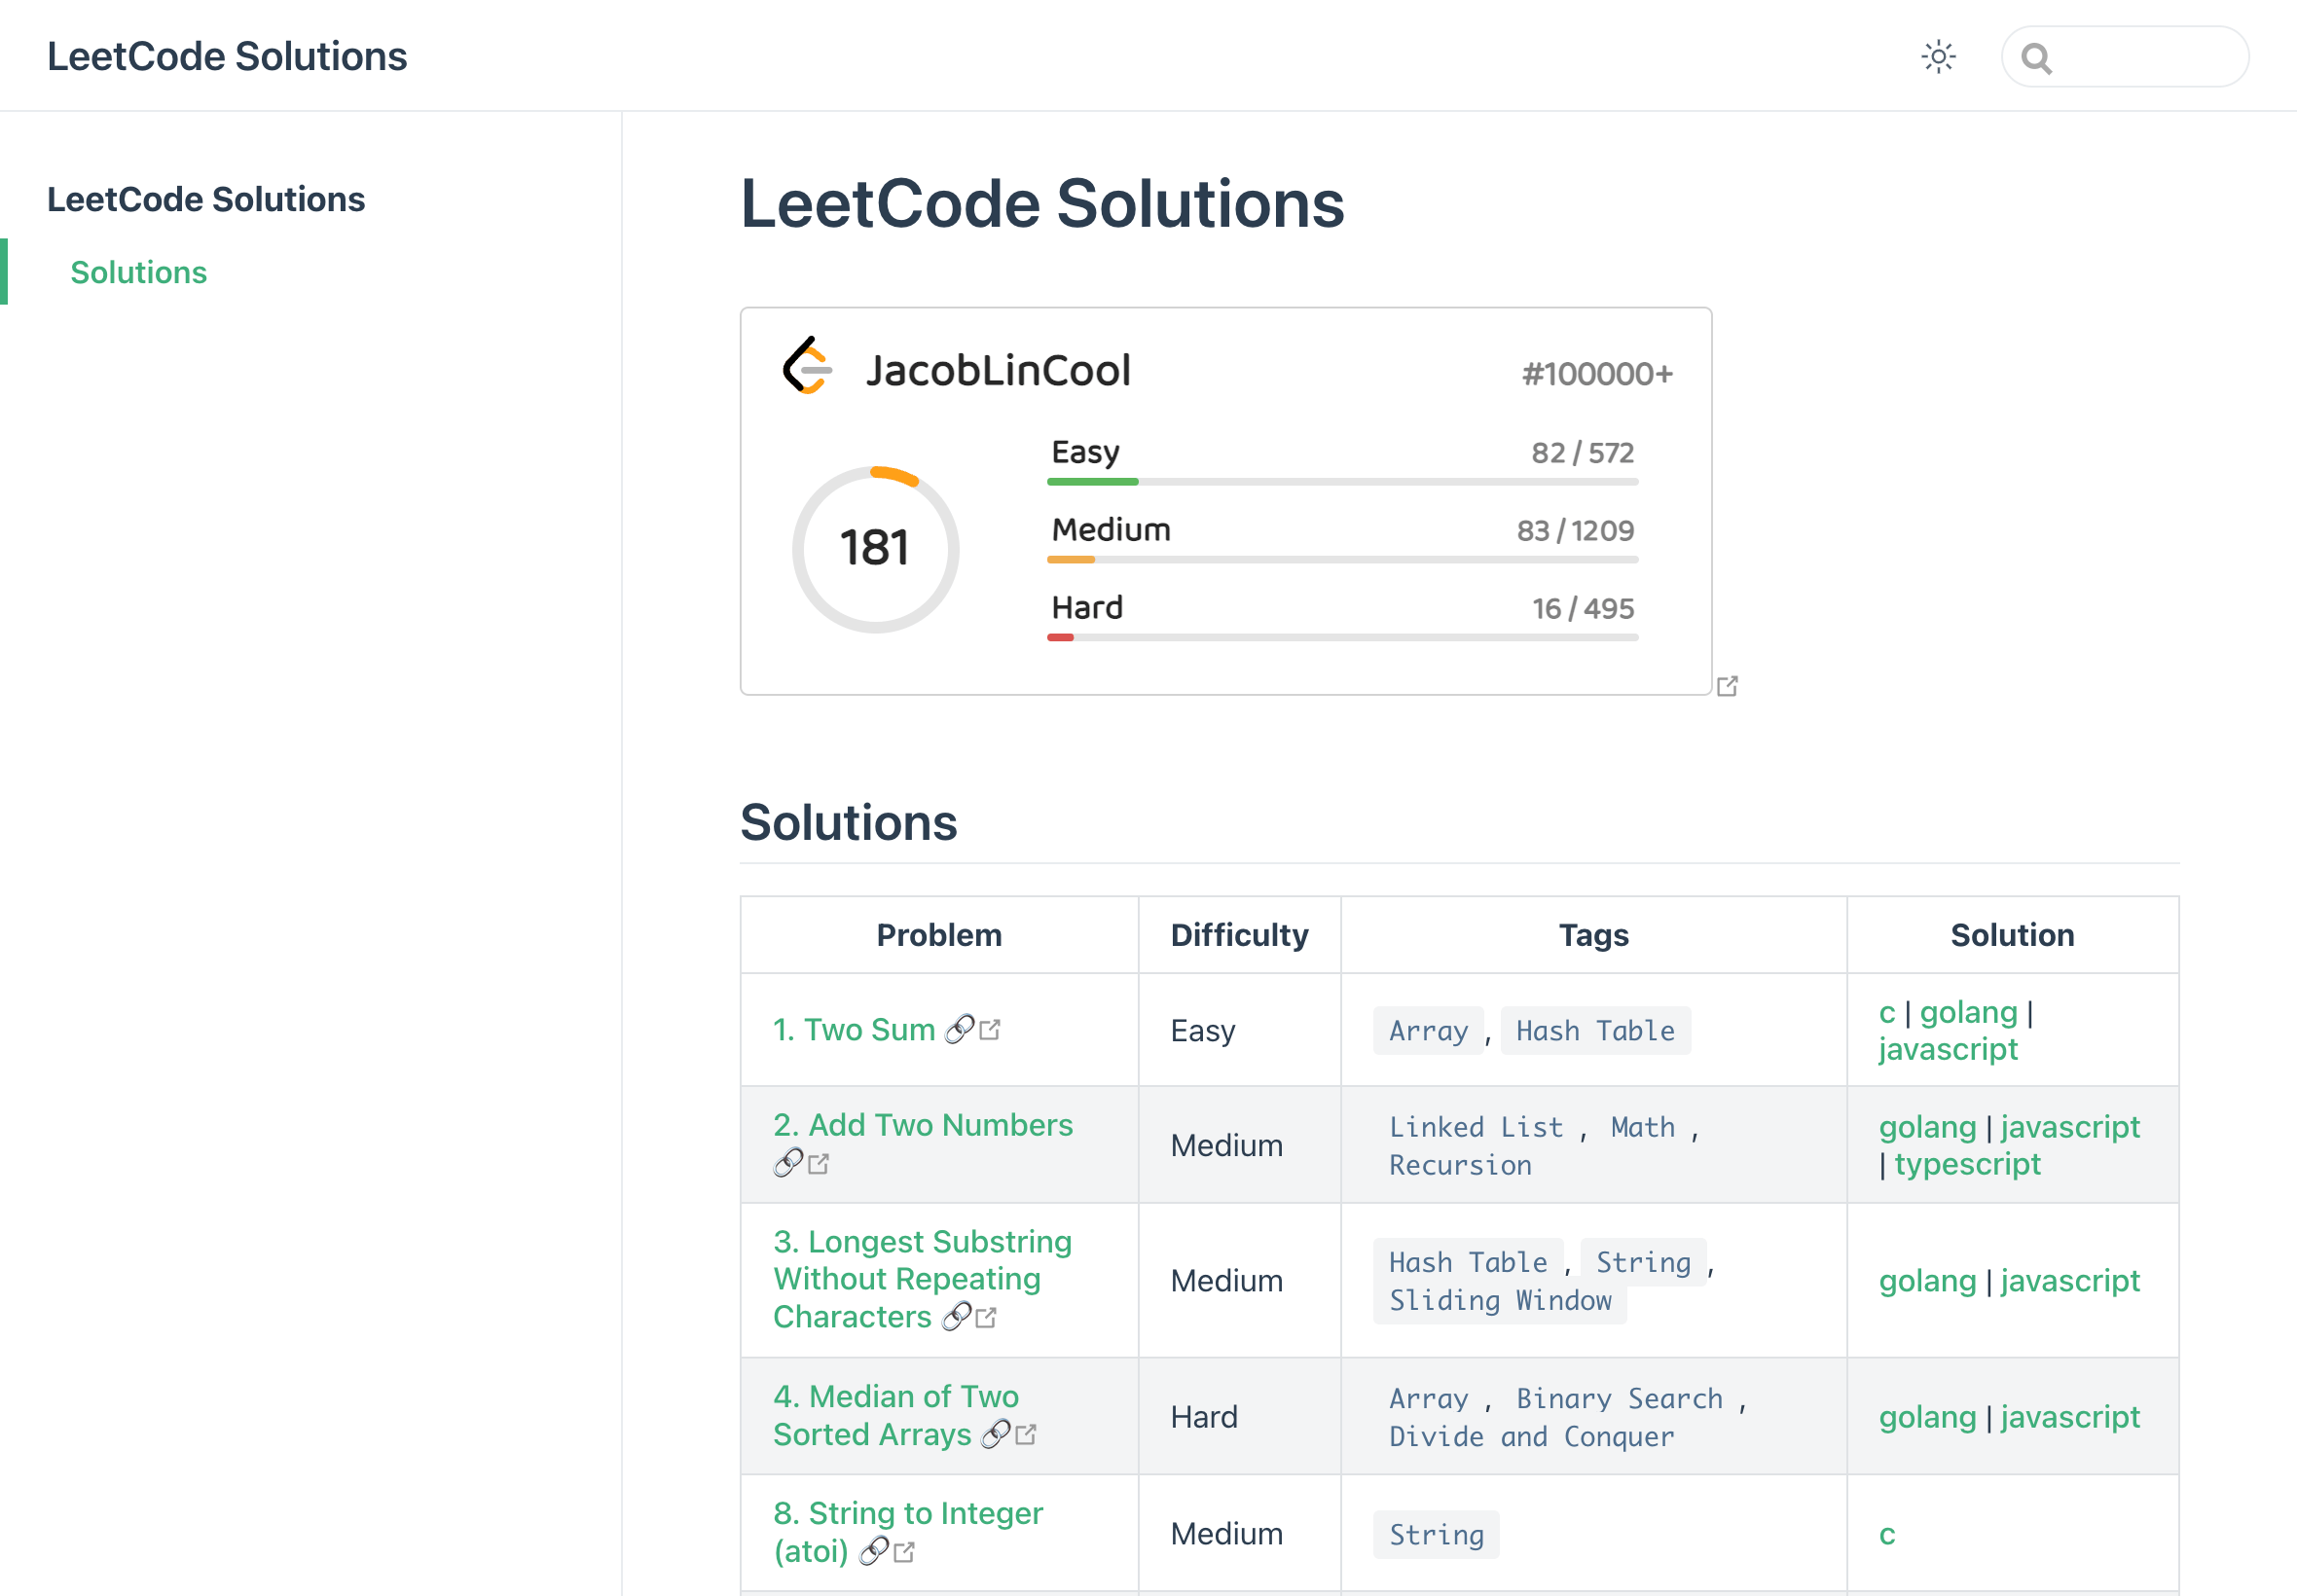 LeetCode Solutions
LeetCode Solutions
Solutions
LeetCode Solutions
JacobLinCool
#100000+
181
Easy
82 / 572
Medium
83 / 1209
Hard
16 / 495
Solutions
Problem Difficulty Tags Solution
1. Two Sum
Easy
Array , Hash Table
c | golang |
javascript
2. Add Two Numbers
Medium
Linked List , Math ,
Recursion
golang | javascript
| typescript
3. Longest Substring
Without Repeating
Characters
Medium
Hash Table , String ,
Sliding Window
golang | javascript
4. Median of Two
Sorted Arrays
Hard
Array , Binary Search ,
Divide and Conquer
golang | javascript
8. String to Integer
(atoi)
Medium
String
c